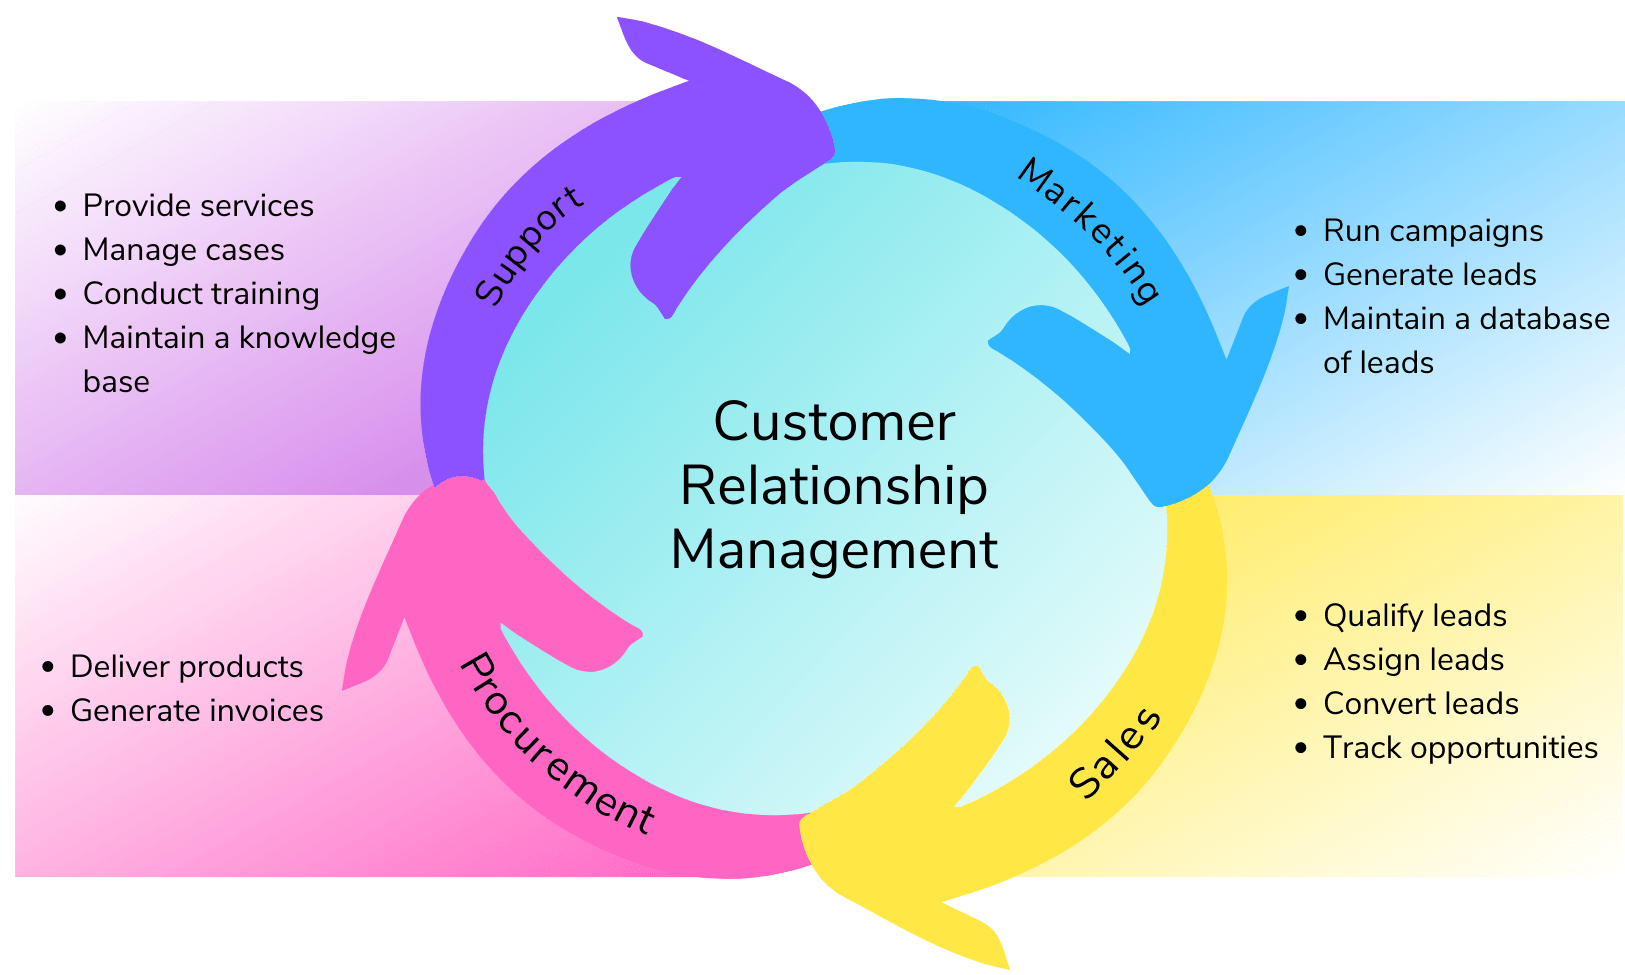 Support
• Provide services
• Manage cases
• Conduct training
• Maintain a knowledge
base
Marketing
• Run campaigns
• Generate leads
• Maintain a database
of leads
Customer
Relationship
Management
Procurement
• Deliver products
• Generate invoices
Sales
• Qualify leads
• Assign leads
• Convert leads
• Track opportunities